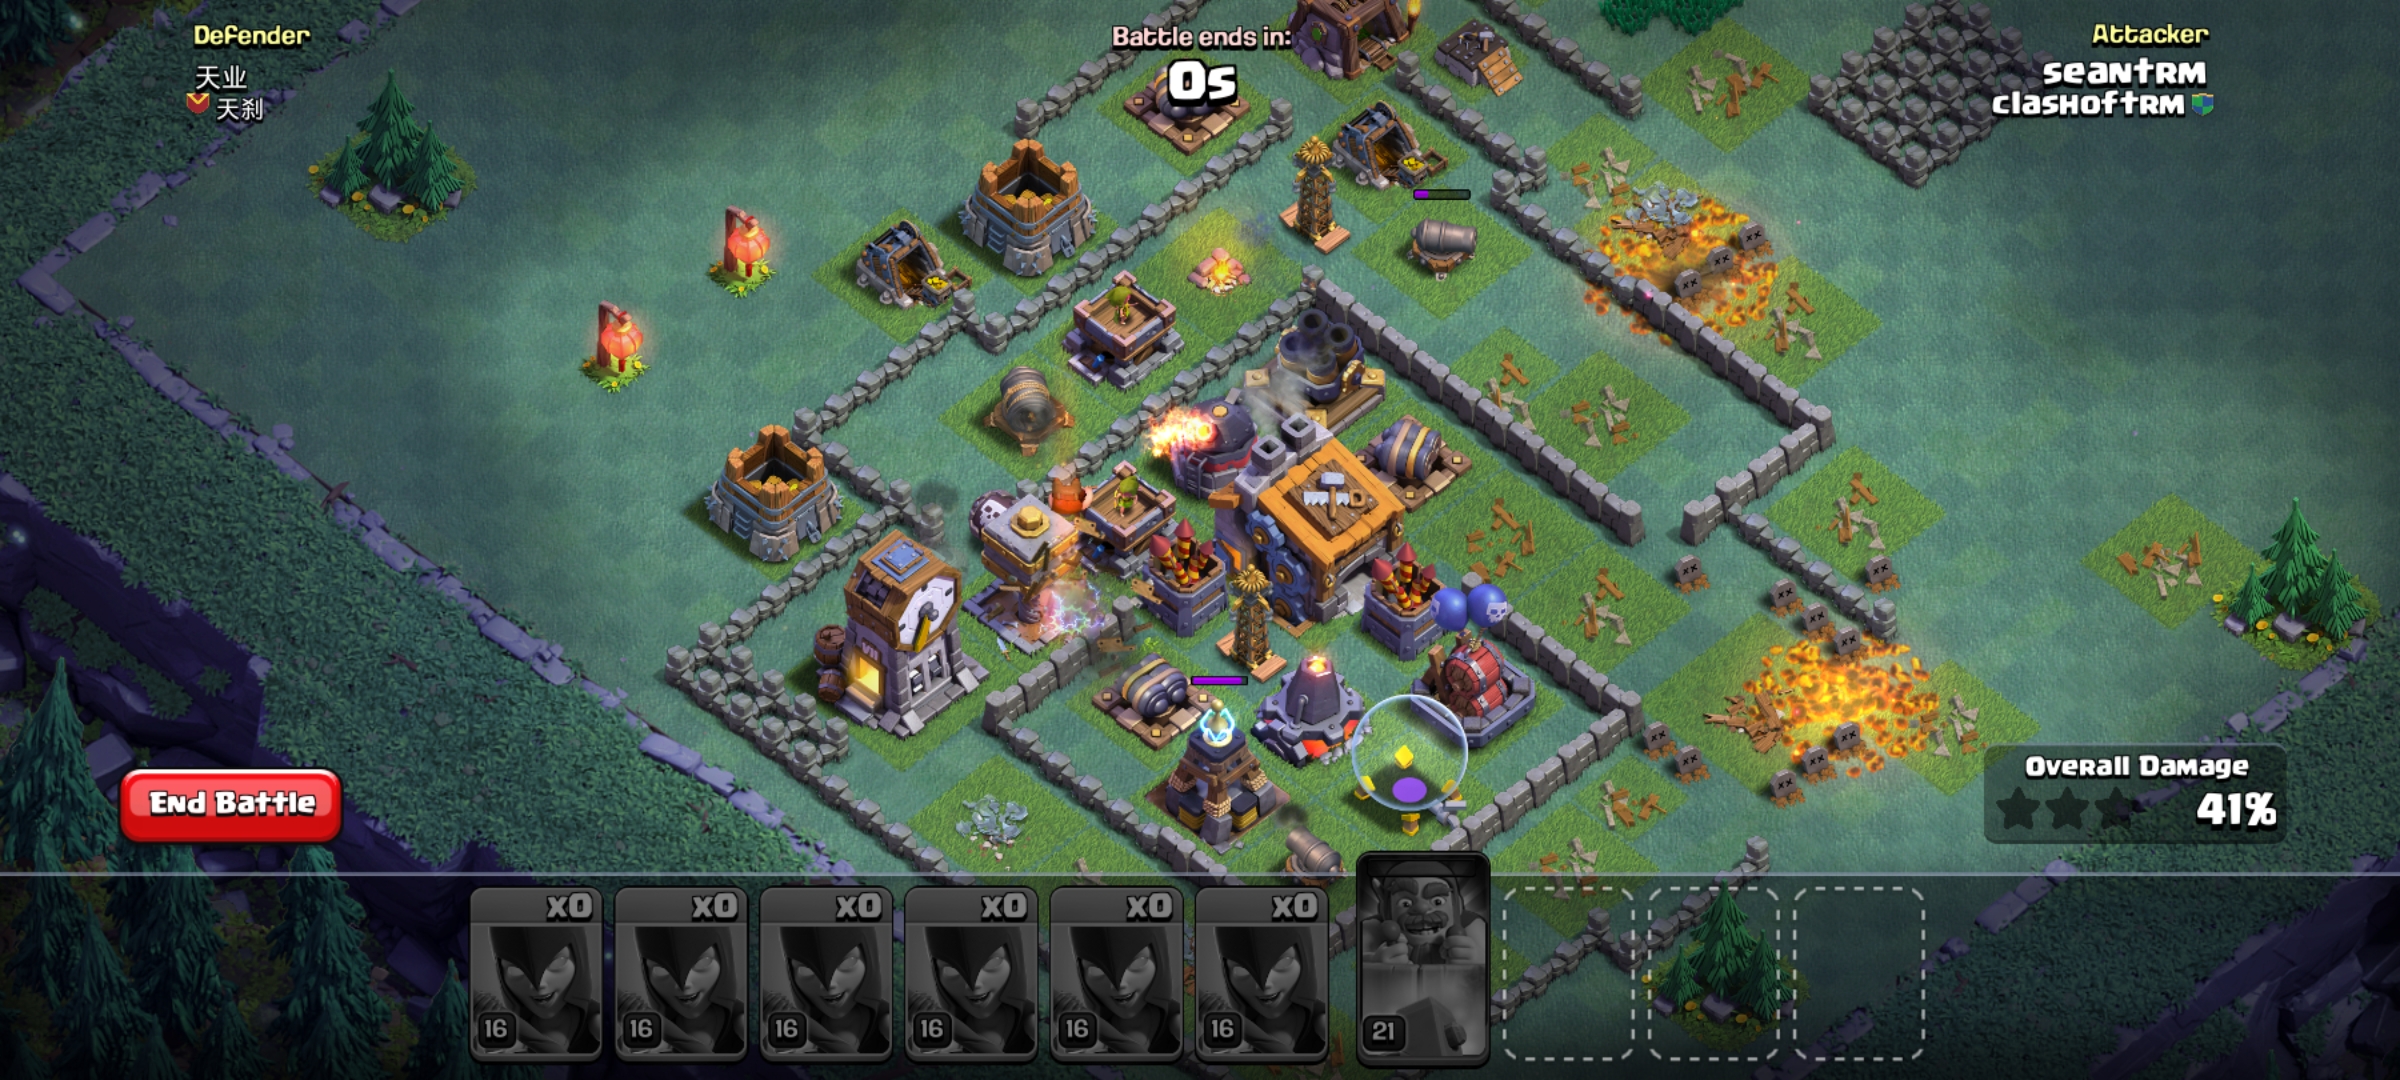 Defender
天业
天刹
Battle ends in:
0s
Attacker
seantRM
clashoftRM
End Battle
Overall Damage
41%
x0
x0
x0
x0
x0
x0
16
16
16
16
16
16
21